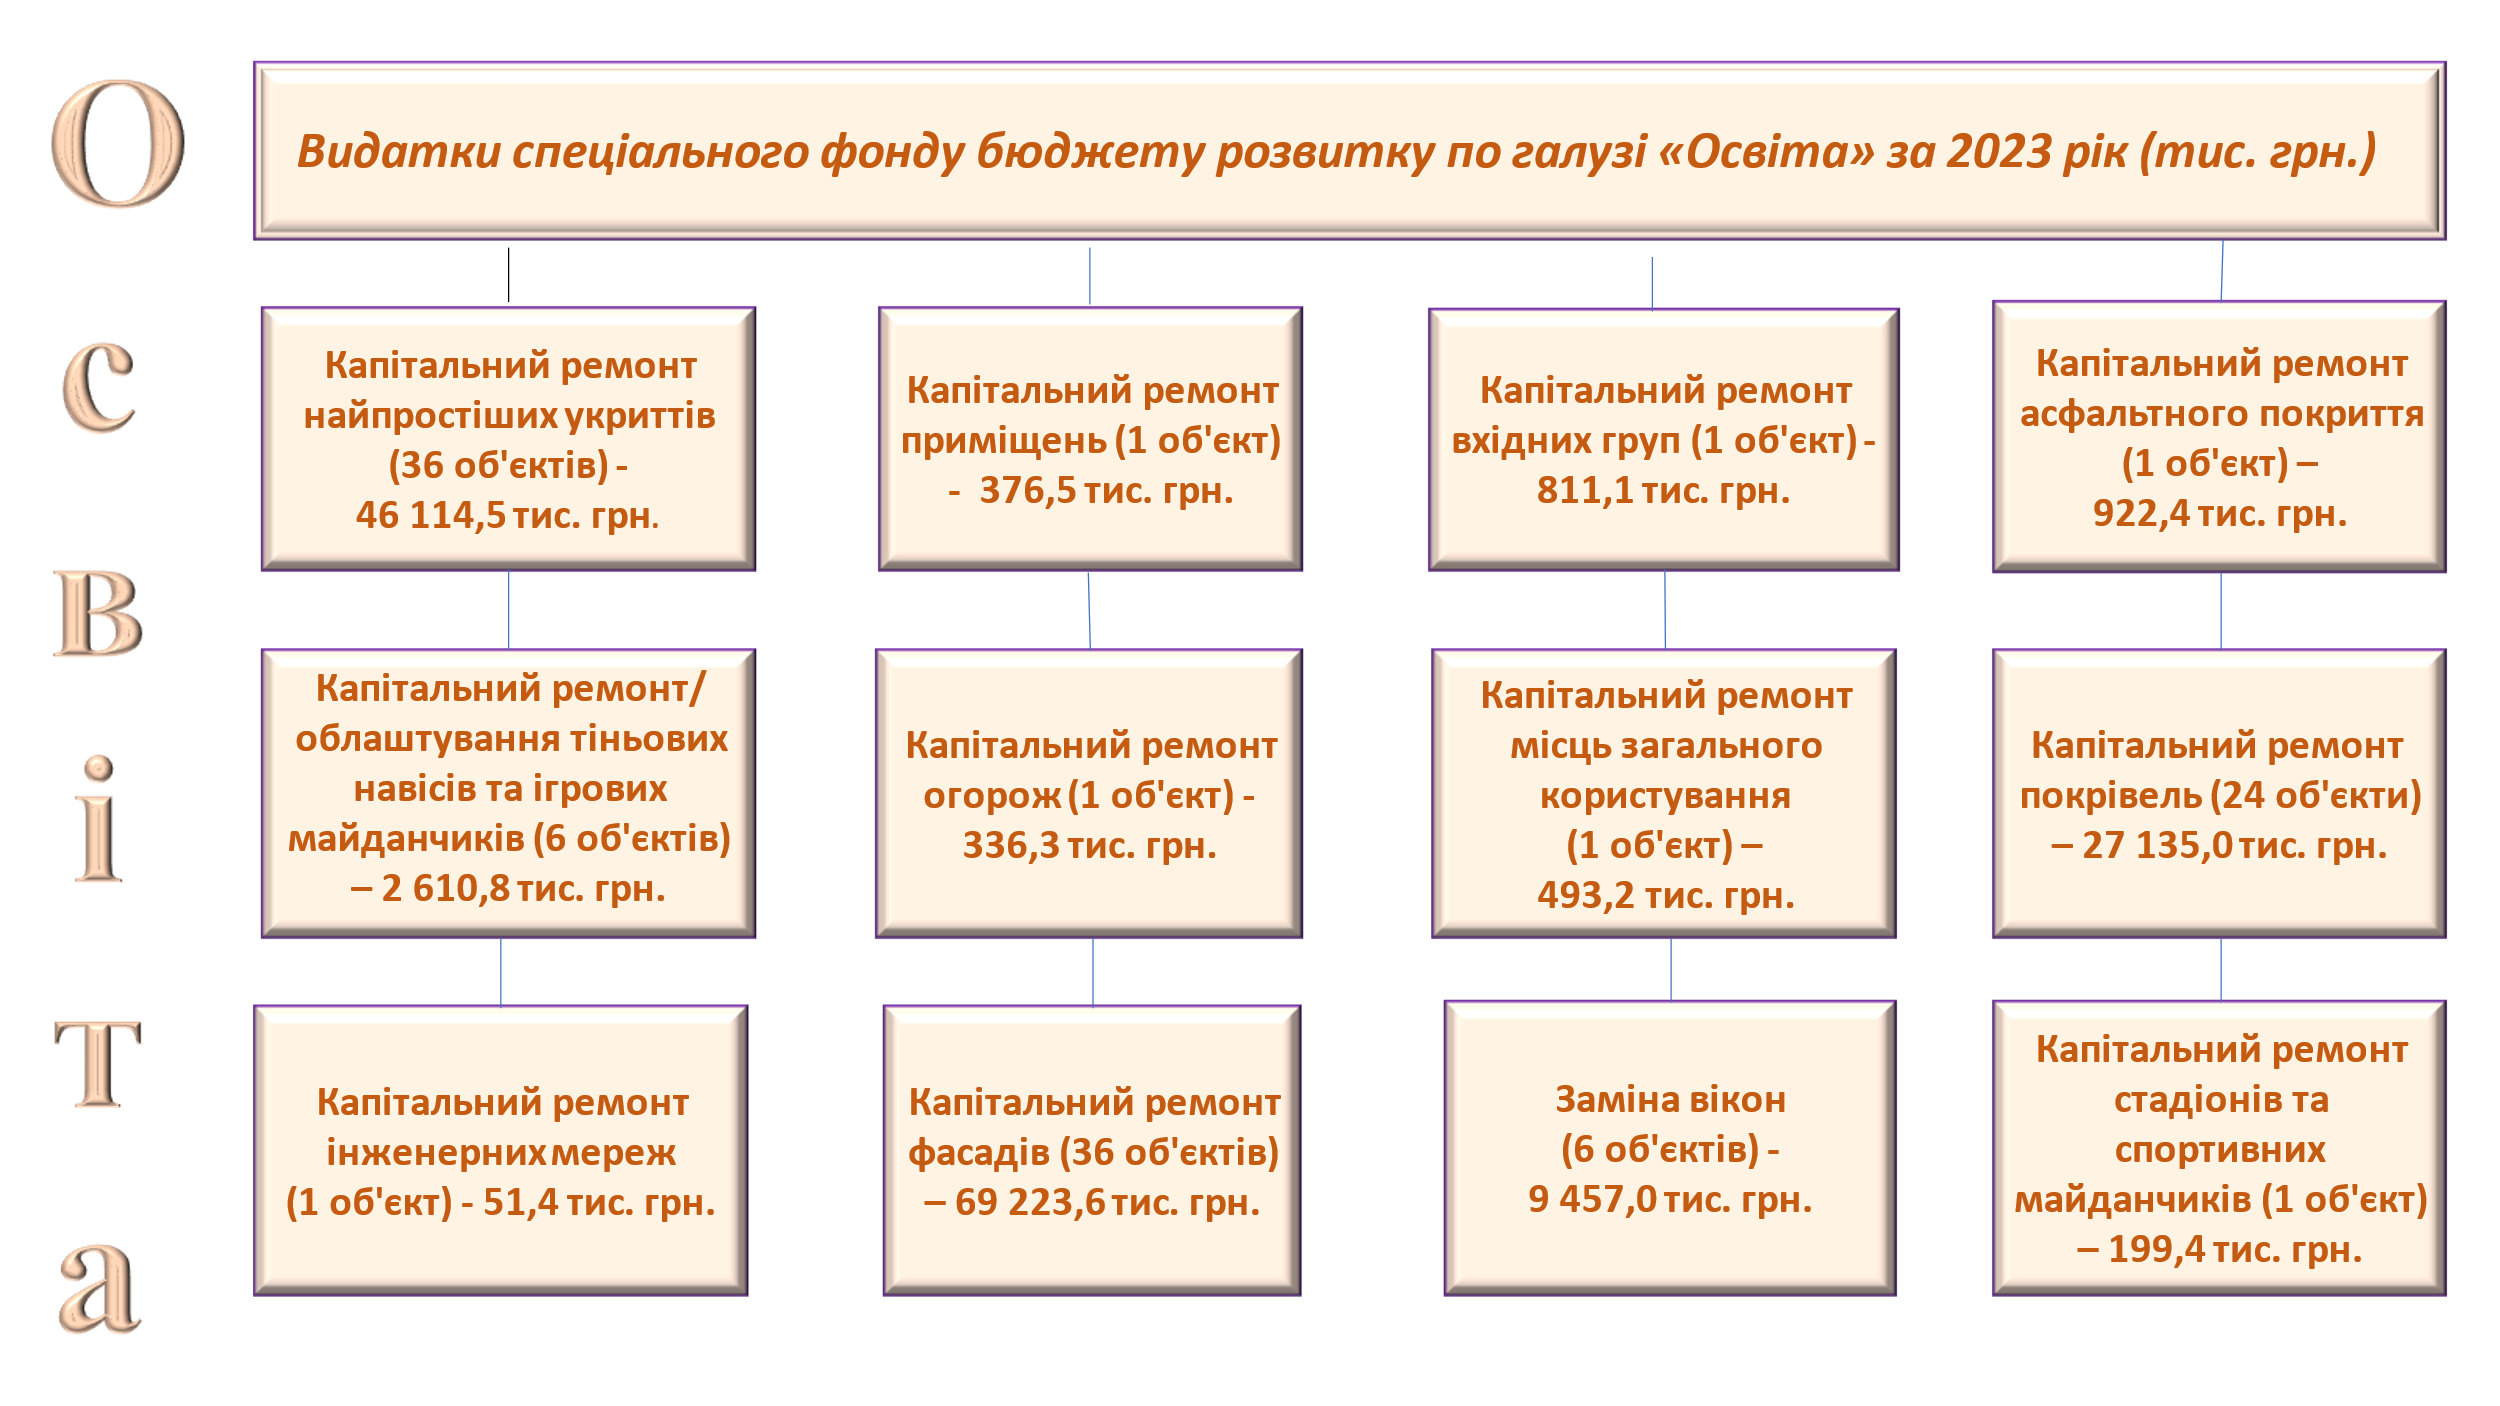 Освіта
Видатки спеціального фонду бюджету розвитку по галузі «Освіта» за 2023 рік (тис. грн.)
Капітальний ремонт
найпростіших укриттів
(36 об'єктів) -
46 114,5 тис. грн.
Капітальний ремонт
приміщень (1 об'єкт)
- 376,5 тис. грн.
Капітальний ремонт
вхідних груп (1 об'єкт) -
811,1 тис. грн.
Капітальний ремонт
асфальтного покриття
(1 об'єкт) –
922,4 тис. грн.
Капітальний ремонт/
облаштування тіньових
навісів та ігрових
майданчиків (6 об'єктів)
– 2 610,8 тис. грн.
Капітальний ремонт
огорож (1 об'єкт) -
336,3 тис. грн.
Капітальний ремонт
місць загального
користування
(1 об'єкт) –
493,2 тис. грн.
Капітальний ремонт
покрівель (24 об'єкти)
– 27 135,0 тис. грн.
Капітальний ремонт
інженерних мереж
(1 об'єкт) - 51,4 тис. грн.
Капітальний ремонт
фасадів (36 об'єктів)
– 69 223,6 тис. грн.
Заміна вікон
(6 об'єктів) -
9 457,0 тис. грн.
Капітальний ремонт
стадіонів та
спортивних
майданчиків (1 об'єкт)
– 199,4 тис. грн.